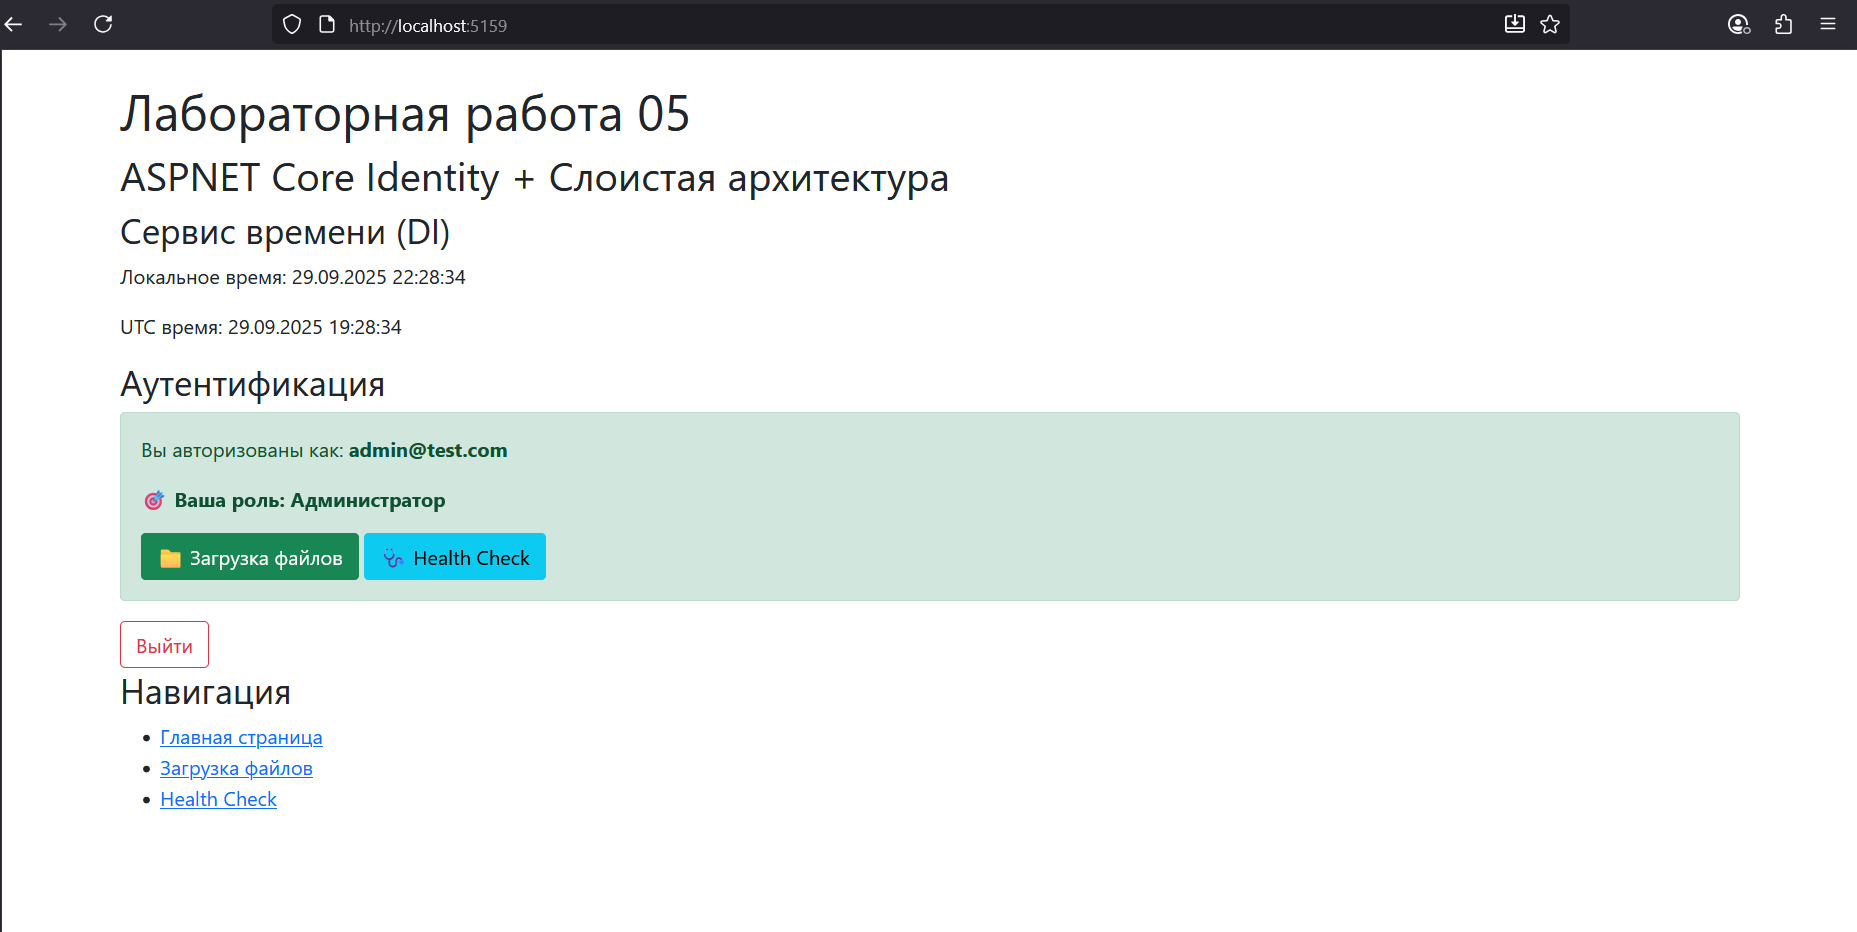 http://localhost:5159
Лабораторная работа 05
ASPNET Core Identity + Слоистая архитектура
Сервис времени (DI)
Локальное время: 29.09.2025 22:28:34
UTC время: 29.09.2025 19:28:34
Аутентификация
Вы авторизованы как: admin@test.com
Ваша роль: Администратор
Загрузка файлов Health Check
Выйти
Навигация
Главная страница
Загрузка файлов
Health Check